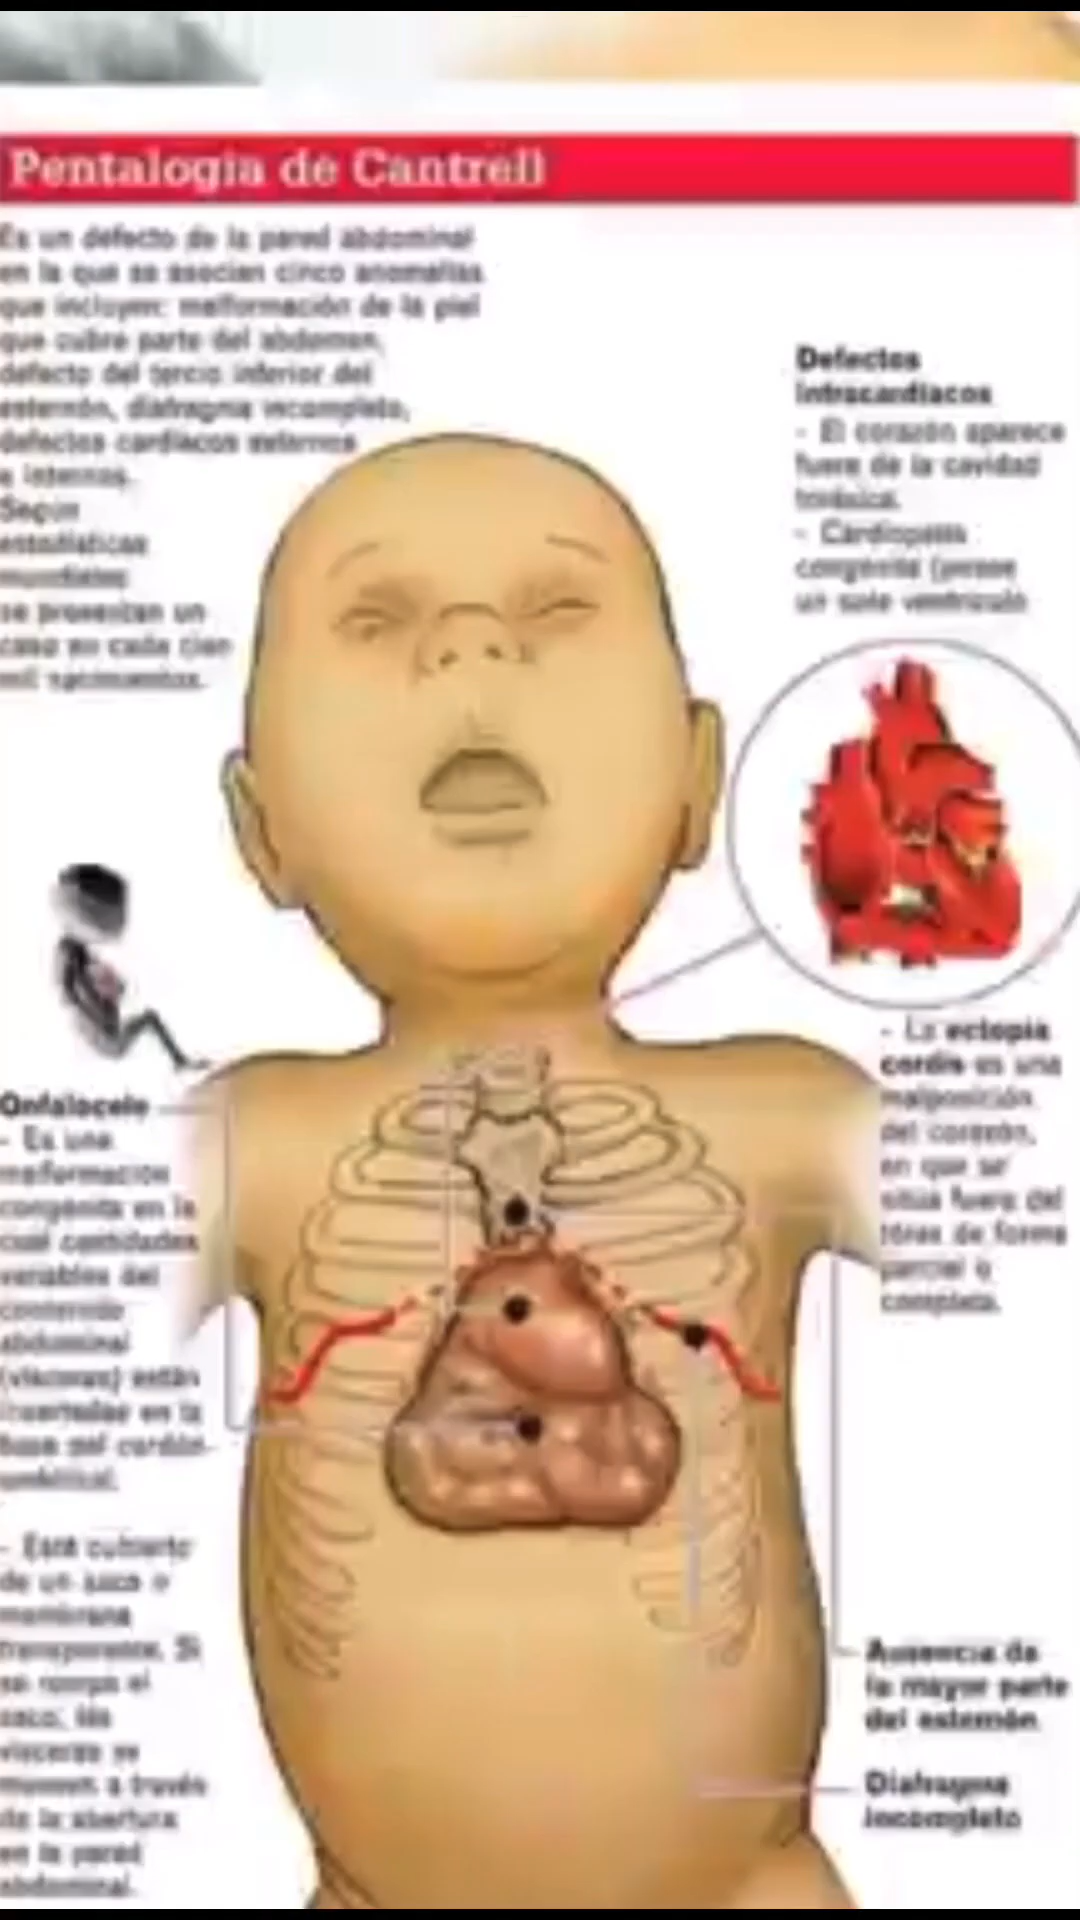 Pentalogía de Cantrell
Es un defecto de la pared abdominal
en la que se asocian cinco anomalías
que incluyen: malformación de la piel
que cubre parte del abdomen,
defecto del tercio inferior del
esternón, diafragma incompleto,
defectos cardíacos externos
e internos.
Según
estadísticas
mundiales
se presentan un
caso en cada cien
mil nacimientos.
Defectos
intracardíacos
- El corazón aparece
fuera de la cavidad
toráxica.
- Cardiopatía
congénita (posee
un solo ventrículo
- La ectopia
cordis es una
malposición
del corazón,
en que se
sitúa fuera del
tórax de forma
parcial o
completa.
Onfalocele
- Es una
malformación
congénita en la
cual cantidades
variables del
contenido
abdominal
(vísceras) están
insertadas en la
base del cordón
umbilical.
- Está cubierto
de un saco o
membrana
transparente. Si
se rompe el
saco, las
vísceras se
mueven a través
de la abertura
en la pared
abdominal.
Ausencia de
la mayor parte
del esternón
Diafragma
incompleto